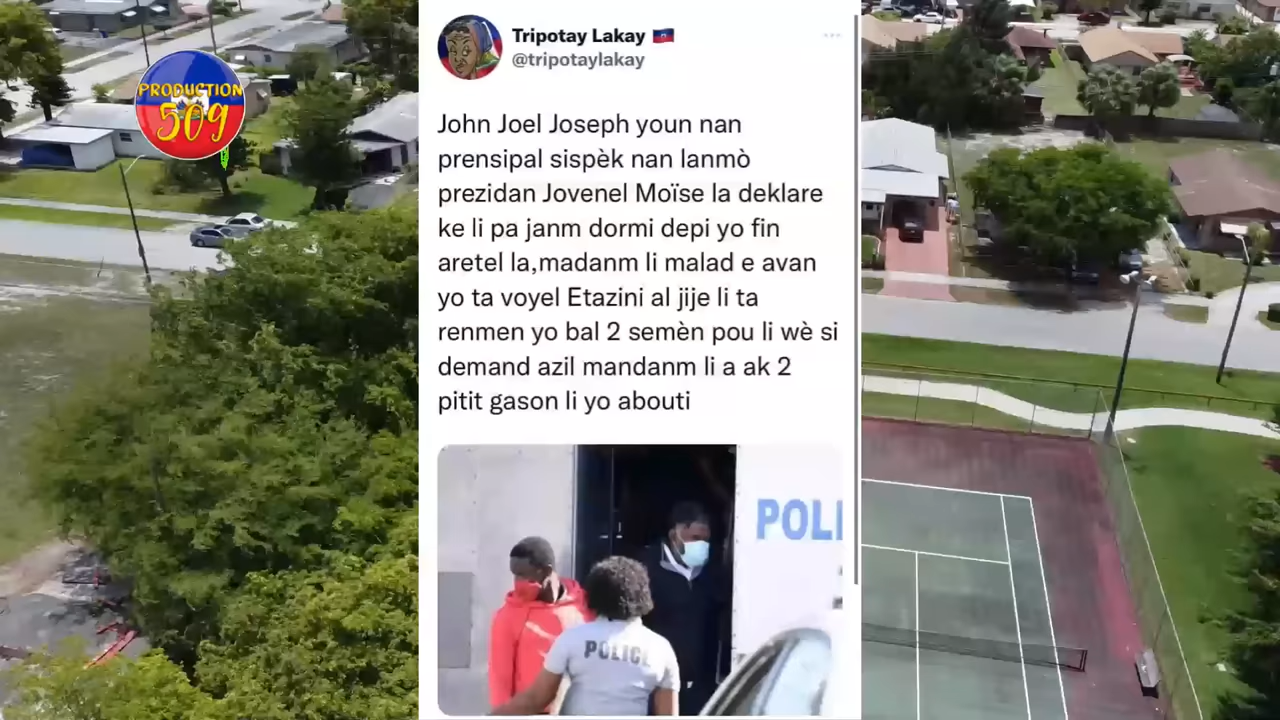 PRODUCTION
509
Tripotay Lakay 🇭🇹
@tripotaylakay
John Joel Joseph youn nan
prensipal sispèk nan lanmò
prezidan Jovenel Moïse la deklare
ke li pa janm dormi depi yo fin
aretel la,madanm li malad e avan
yo ta voyel Etazini al jije li ta
renmen yo bal 2 semèn pou li wè si
demand azil mandanm li a ak 2
pitit gason li yo abouti
POLI
POLICE